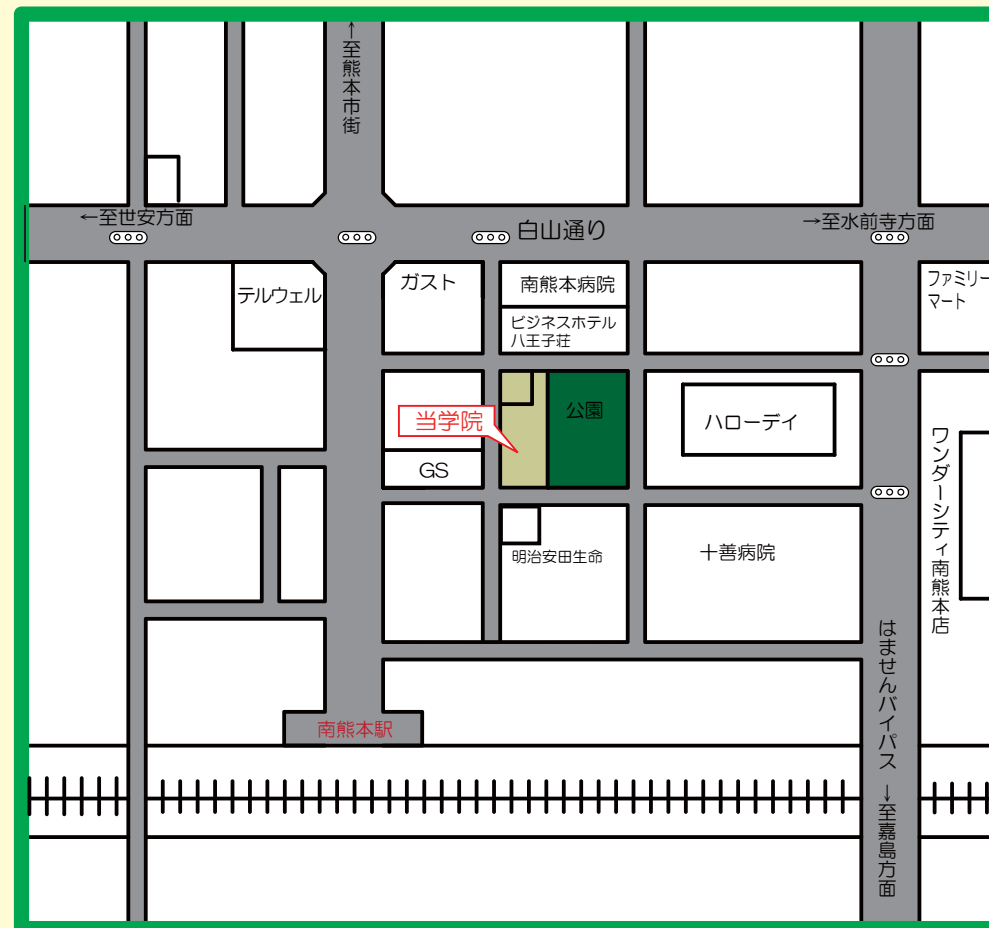 ↑至熊本市街
←至世安方面
白山通り
→至水前寺方面
テルウェル
ガスト
南熊本病院
ビジネスホテル
八王子荘
ファミリー
マート
当学院
公園
ハローデイ
GS
ワンダーシティ南熊本店
明治安田生命
十善病院
はませんバイパス
↓至嘉島方面
南熊本駅